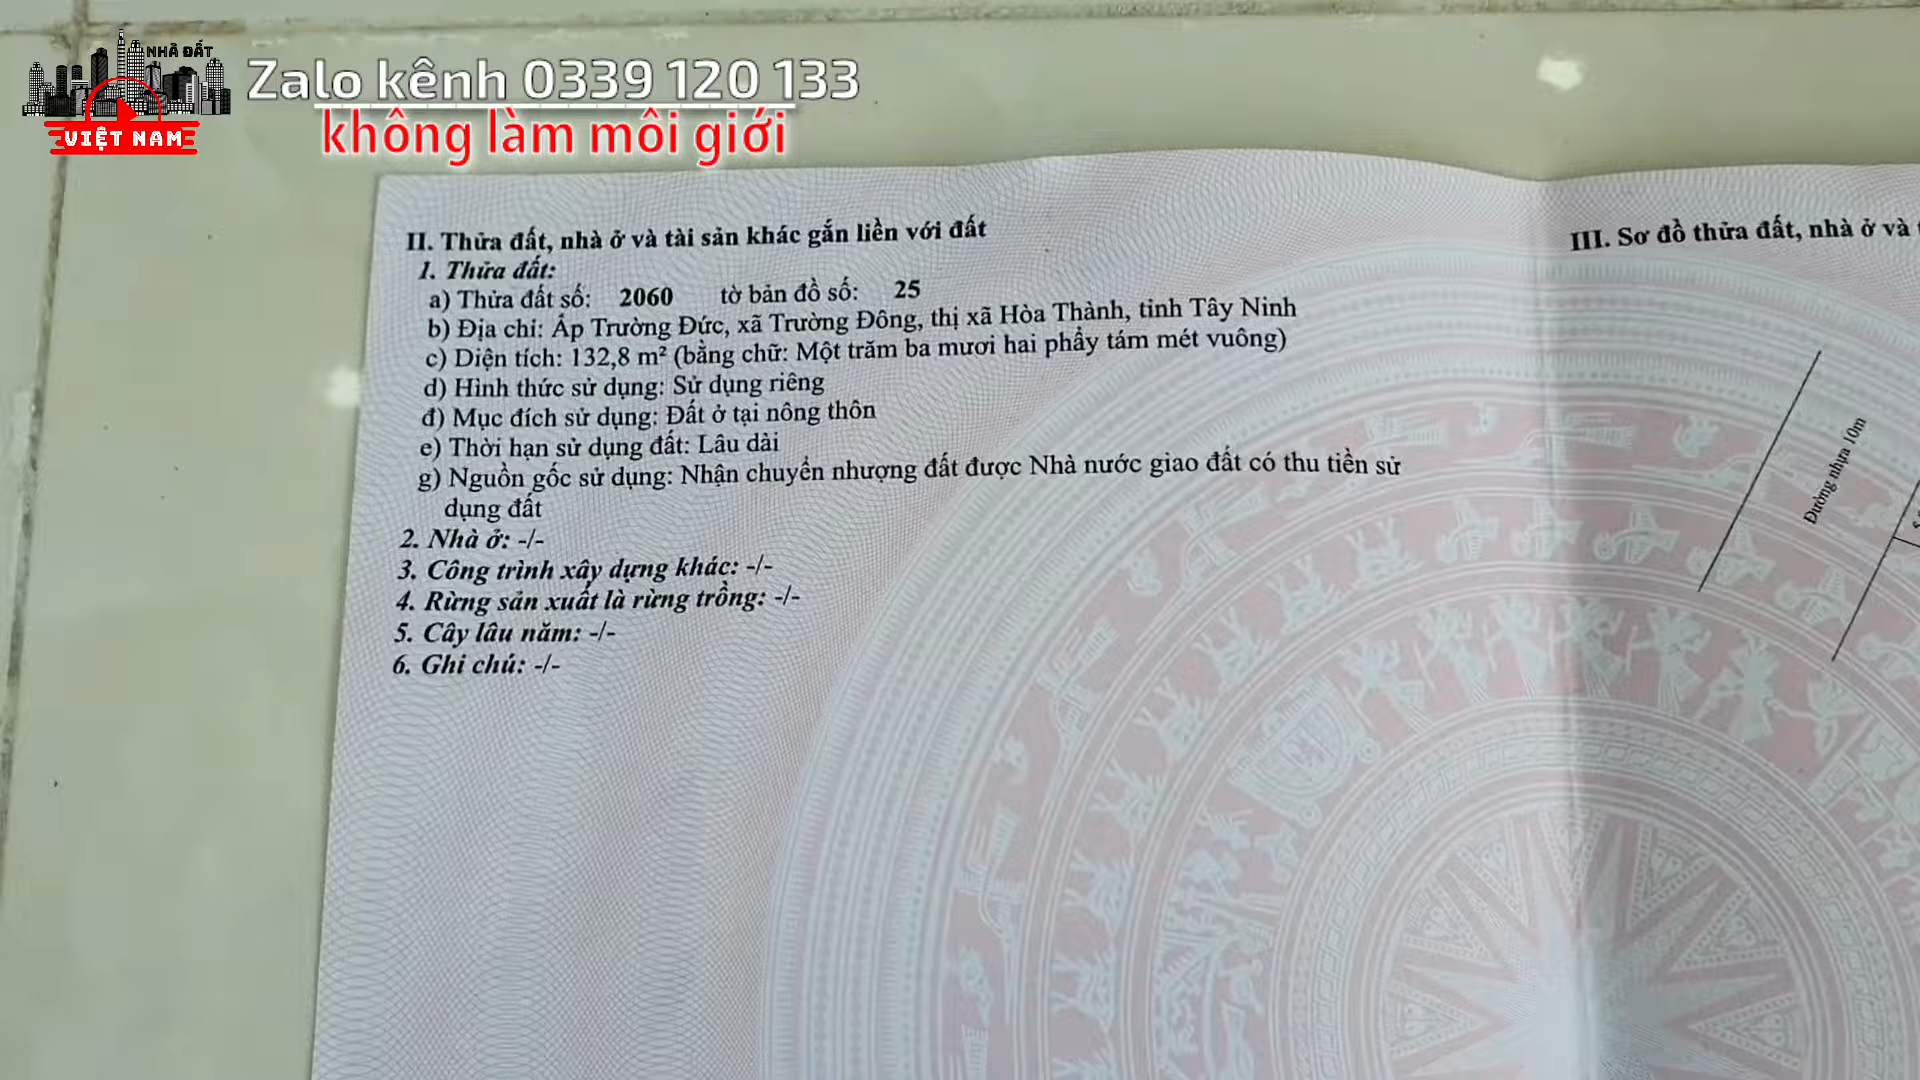 NHÀ ĐẤT
VIỆT NAM
Zalo kênh 0339 120 133
không làm môi giới
II. Thửa đất, nhà ở và tài sản khác gắn liền với đất
1. Thửa đất:
a) Thửa đất số: 2060 tờ bản đồ số: 25
b) Địa chỉ: Ấp Trường Đức, xã Trường Đông, thị xã Hòa Thành, tỉnh Tây Ninh
c) Diện tích: 132,8 m² (bằng chữ: Một trăm ba mươi hai phẩy tám mét vuông)
d) Hình thức sử dụng: Sử dụng riêng
đ) Mục đích sử dụng: Đất ở tại nông thôn
e) Thời hạn sử dụng đất: Lâu dài
g) Nguồn gốc sử dụng: Nhận chuyển nhượng đất được Nhà nước giao đất có thu tiền sử
dụng đất
2. Nhà ở: -/-
3. Công trình xây dựng khác: -/-
4. Rừng sản xuất là rừng trồng: -/-
5. Cây lâu năm: -/-
6. Ghi chú: -/-
III. Sơ đồ thửa đất, nhà ở và
Đường nhựa 10m